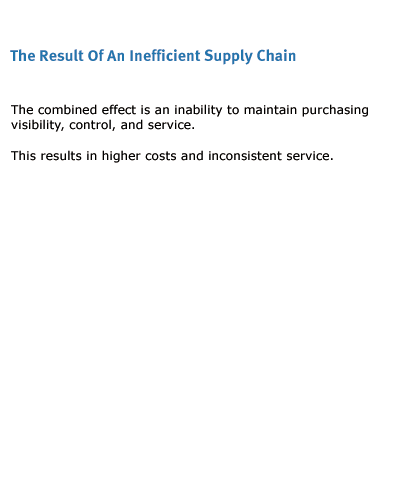 The Result Of An Inefficient Supply Chain
The combined effect is an inability to maintain purchasing
visibility, control, and service.
This results in higher costs and inconsistent service.